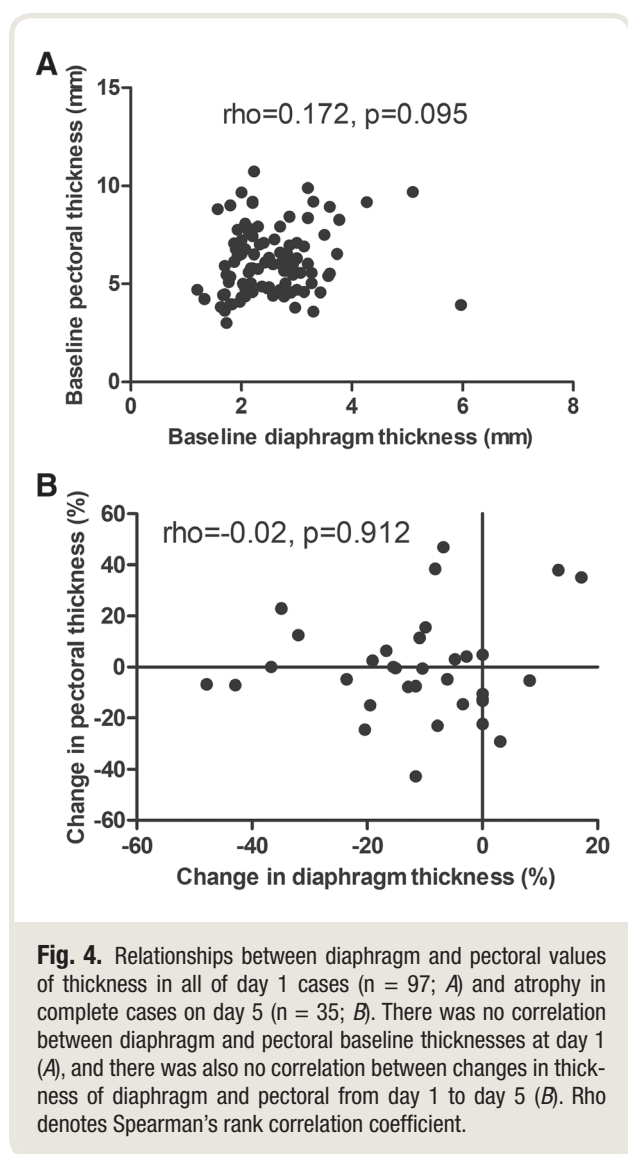 A
Baseline pectoral thickness (mm)
15
10
5
0
rho=0.172, p=0.095
0 2 4 6 8
Baseline diaphragm thickness (mm)
B
Change in pectoral thickness (%)
60
40
20
0
-20
-40
-60
rho=-0.02, p=0.912
-60 -40 -20 0 20
Change in diaphragm thickness (%)
Fig. 4. Relationships between diaphragm and pectoral values
of thickness in all of day 1 cases (n = 97; A) and atrophy in
complete cases on day 5 (n = 35; B). There was no correlation
between diaphragm and pectoral baseline thicknesses at day 1
(A), and there was also no correlation between changes in thick-
ness of diaphragm and pectoral from day 1 to day 5 (B). Rho
denotes Spearman's rank correlation coefficient.